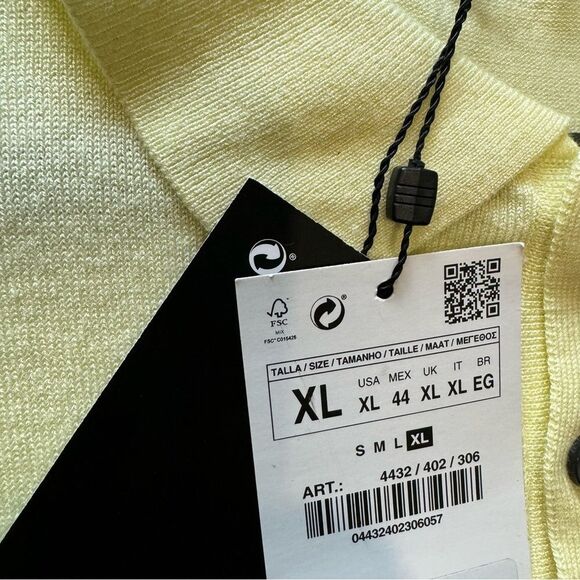 ®
FSC
MIX
FSC® C015425
®
TALLA / SIZE / TAMANHO / TAILLE / MAAT / ΜΕΓΕΘΟΣ
XL
USA MEX UK IT BR
XL 44 XL XL EG
S M L XL
ART.: 4432 / 402 / 306
04432402306057